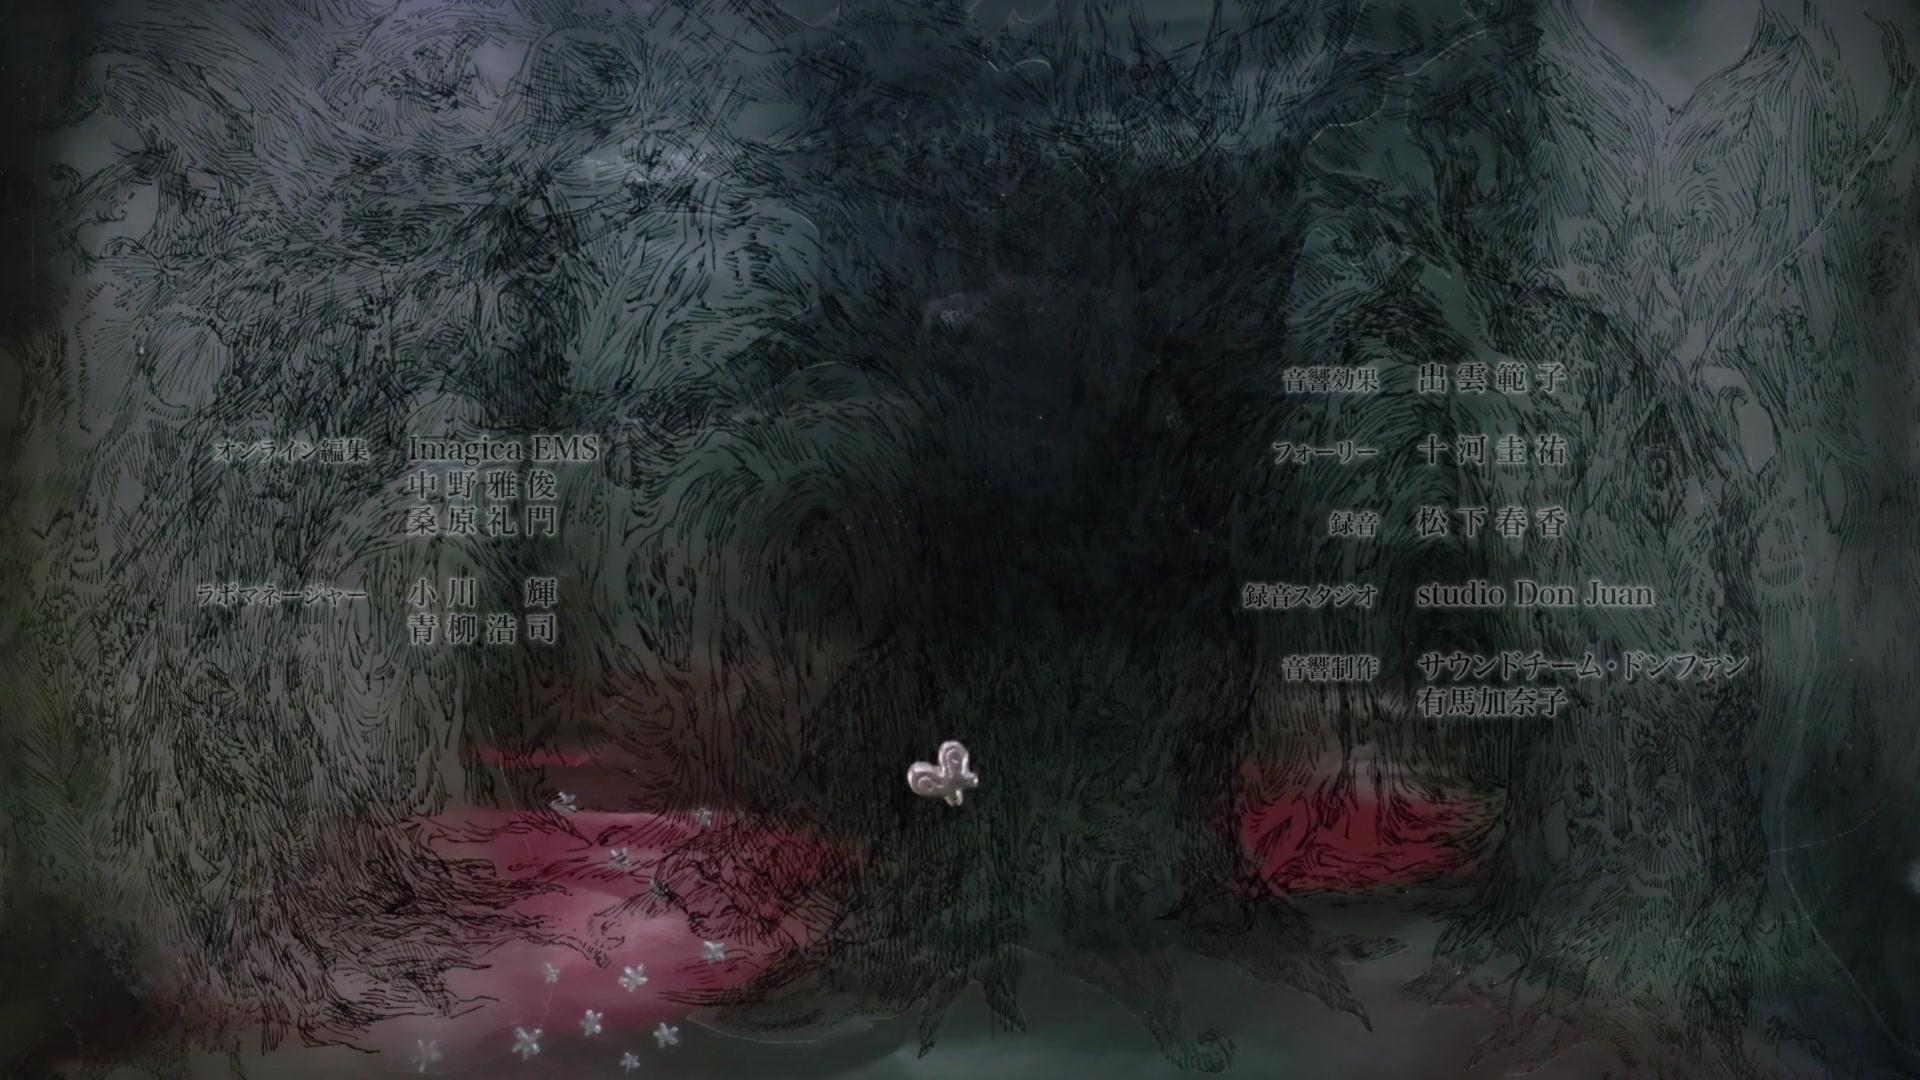 オンライン編集 Imagica EMS
中野雅俊
桑原礼門
ラボマネージャー 小川 輝
青柳浩司
音響効果 出雲範子
フォーリー 十河圭祐
録音 松下春香
録音スタジオ studio Don Juan
音響制作 サウンドチーム・ドンファン
有馬加奈子